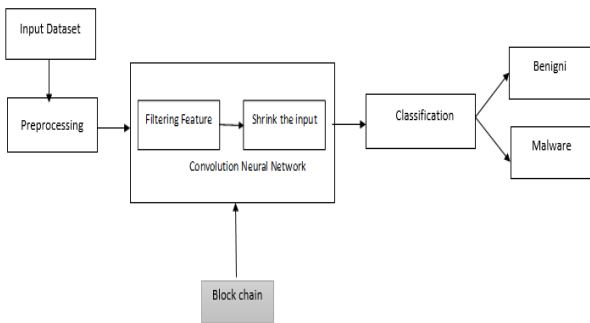 Input Dataset
Preprocessing
Filtering Feature
Shrink the input
Convolution Neural Network
Classification
Benigni
Malware
Block chain